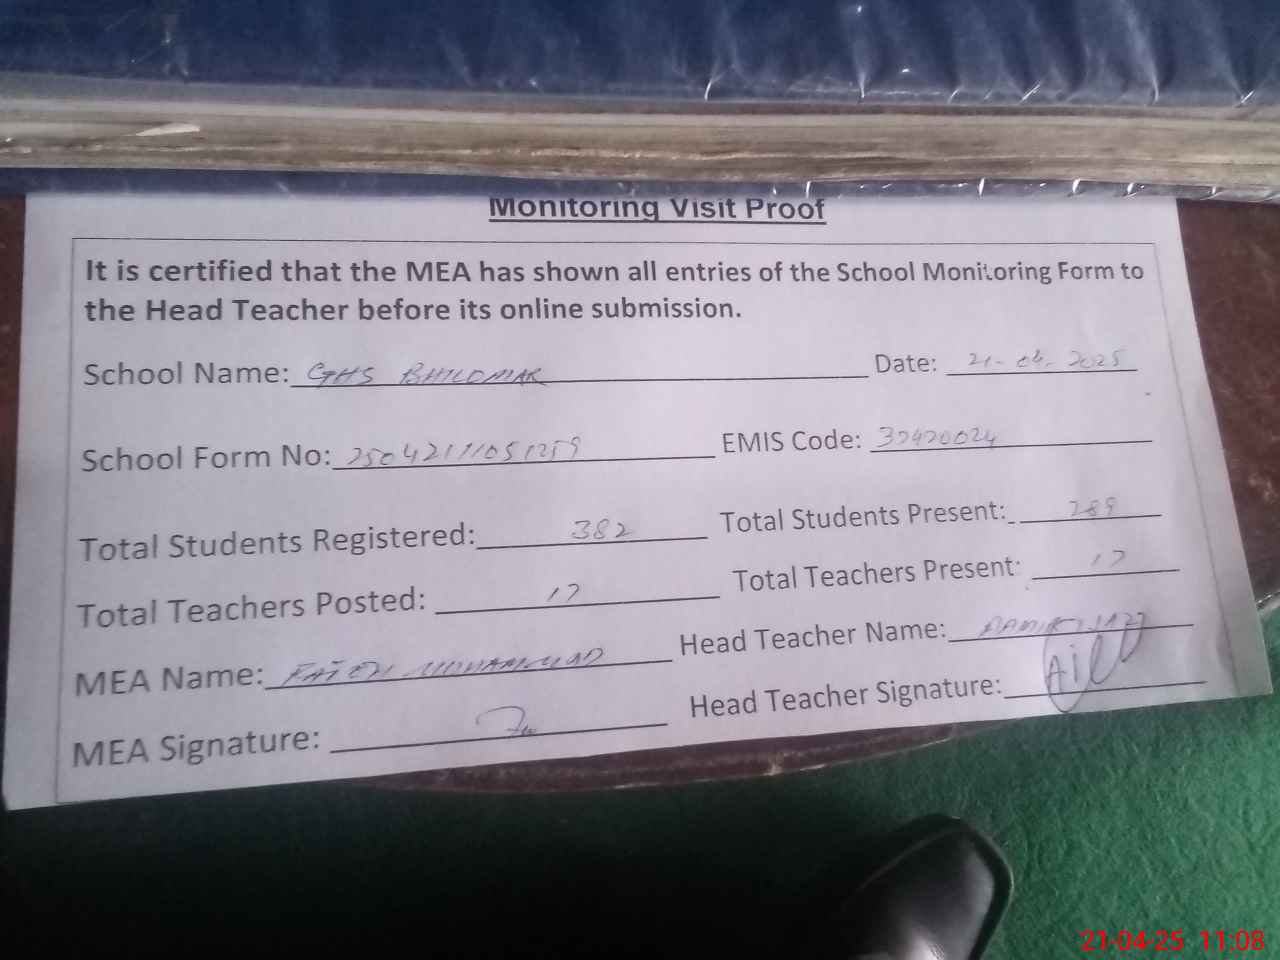 Monitoring Visit Proof
It is certified that the MEA has shown all entries of the School Monitoring Form to
the Head Teacher before its online submission.
School Name: GHS Date: 21-04-2025
School Form No: 25042111051259 EMIS Code:
Total Students Registered: 382 Total Students Present: 289
Total Teachers Posted: 17 Total Teachers Present: 17
MEA Name: MOHAMMAD Head Teacher Name:
MEA Signature: Head Teacher Signature:
21-04-25 11:08